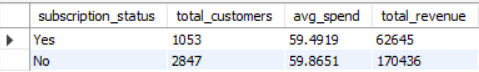 subscription_status total_customers avg_spend total_revenue
Yes 1053 59.4919 62645
No 2847 59.8651 170436